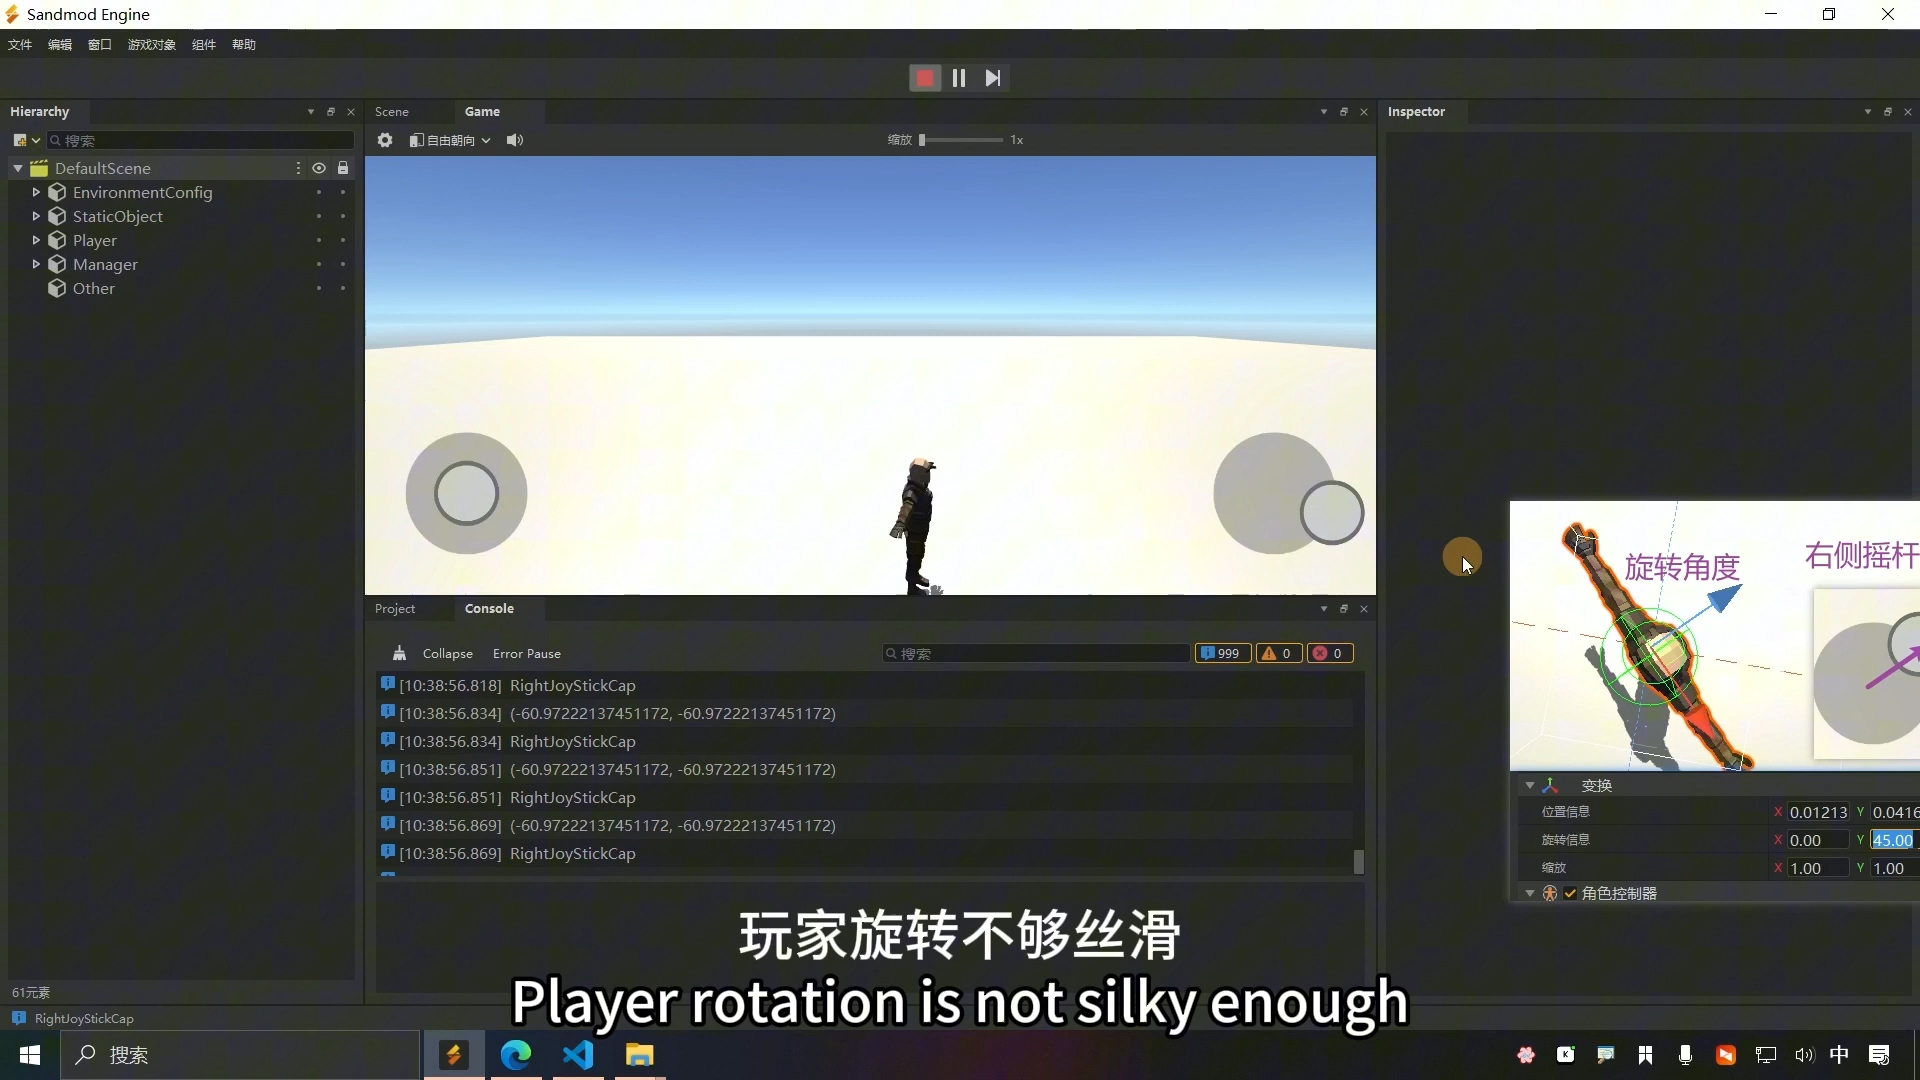 Sandmod Engine
文件 编辑 窗口 游戏对象 组件 帮助
Hierarchy
搜索
DefaultScene
EnvironmentConfig
StaticObject
Player
Manager
Other
61元素
RightJoyStickCap
Scene Game
自由朝向
缩放 1x
Project Console
Collapse Error Pause 搜索 999 0 0
[10:38:56.818] RightJoyStickCap
[10:38:56.834] (-60.97222137451172, -60.97222137451172)
[10:38:56.834] RightJoyStickCap
[10:38:56.851] (-60.97222137451172, -60.97222137451172)
[10:38:56.851] RightJoyStickCap
[10:38:56.869] (-60.97222137451172, -60.97222137451172)
[10:38:56.869] RightJoyStickCap
Inspector
旋转角度
右侧摇杆
变换
位置信息 X 0.01213 Y 0.0416
旋转信息 X 0.00 Y 45.00
缩放 X 1.00 Y 1.00
角色控制器
玩家旋转不够丝滑
Player rotation is not silky enough
搜索
中